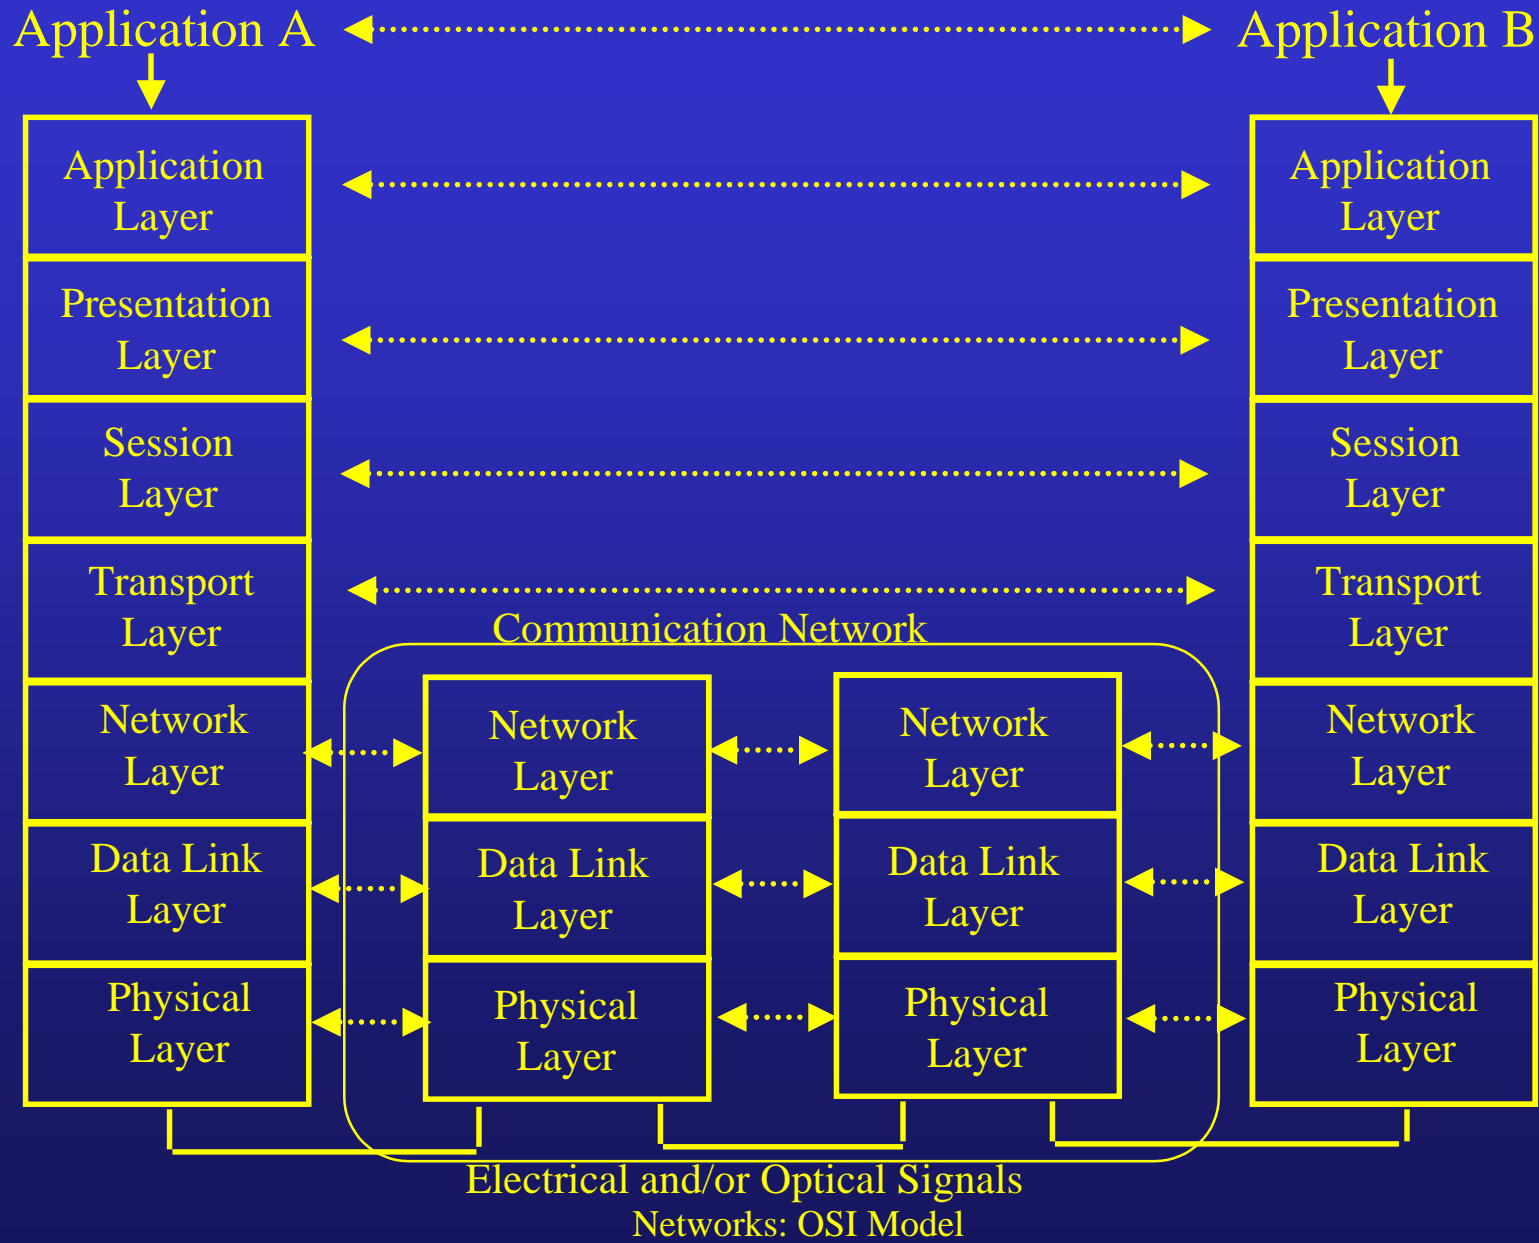 Application A
Application B
Application
Layer
Presentation
Layer
Session
Layer
Transport
Layer
Network
Layer
Data Link
Layer
Physical
Layer
Communication Network
Network
Layer
Data Link
Layer
Physical
Layer
Network
Layer
Data Link
Layer
Physical
Layer
Application
Layer
Presentation
Layer
Session
Layer
Transport
Layer
Network
Layer
Data Link
Layer
Physical
Layer
Electrical and/or Optical Signals
Networks: OSI Model